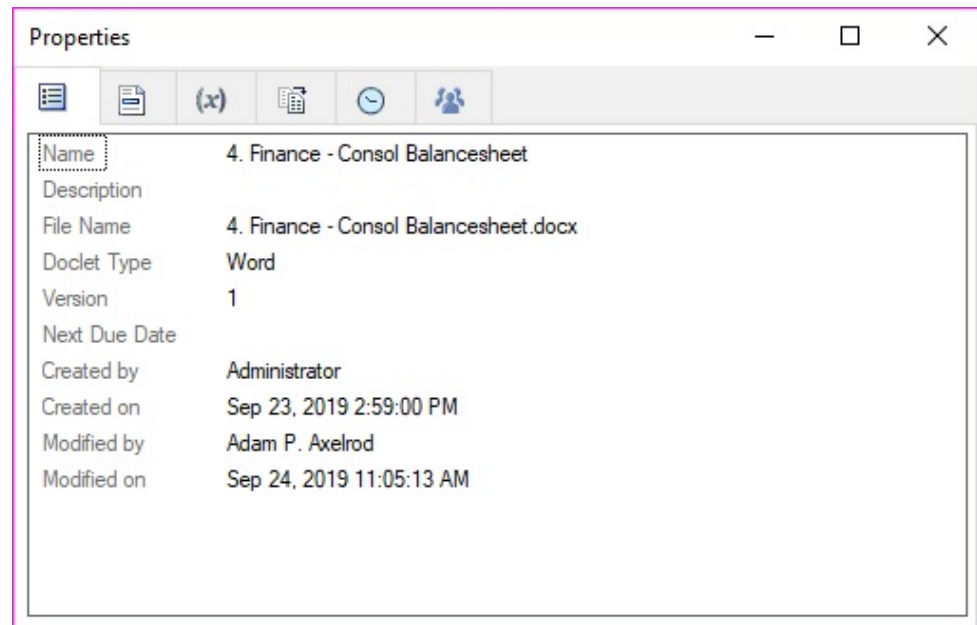 Properties
(x)
Name 4. Finance - Consol Balancesheet
Description
File Name 4. Finance - Consol Balancesheet.docx
Doclet Type Word
Version 1
Next Due Date
Created by Administrator
Created on Sep 23, 2019 2:59:00 PM
Modified by Adam P. Axelrod
Modified on Sep 24, 2019 11:05:13 AM